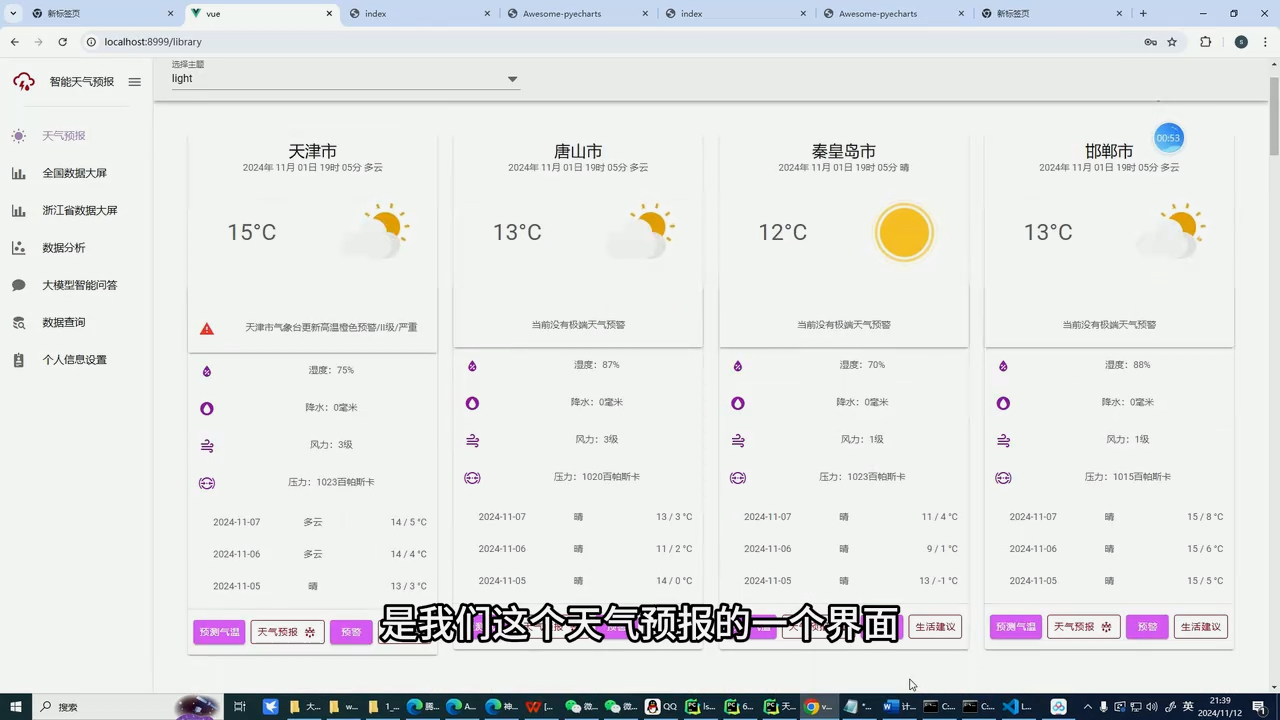 新标签页
vue
index
Awesome-pyecharts
index
Awesome-pyecharts
新标签页
localhost:8999/library
S
智能天气预报
天气预报
全国数据大屏
浙江省数据大屏
数据分析
大模型智能问答
数据查询
个人信息设置
选择主题
light
00:53
天津市
2024年 11月 01日 19时 05分 多云
15°C
天津市气象台更新高温橙色预警/II级/严重
湿度：75%
降水：0毫米
风力：3级
压力：1023百帕斯卡
2024-11-07 多云 14 / 5 °C
2024-11-06 多云 14 / 4 °C
2024-11-05 晴 13 / 3 °C
预测气温 天气预报 预警
唐山市
2024年 11月 01日 19时 05分 多云
13°C
当前没有极端天气预警
湿度：87%
降水：0毫米
风力：3级
压力：1020百帕斯卡
2024-11-07 晴 13 / 3 °C
2024-11-06 晴 11 / 2 °C
2024-11-05 晴 14 / 0 °C
秦皇岛市
2024年 11月 01日 19时 05分 晴
12°C
当前没有极端天气预警
湿度：70%
降水：0毫米
风力：1级
压力：1023百帕斯卡
2024-11-07 晴 11 / 4 °C
2024-11-06 晴 9 / 1 °C
2024-11-05 晴 13 / -1 °C
生活建议
邯郸市
2024年 11月 01日 19时 05分 多云
13°C
当前没有极端天气预警
湿度：88%
降水：0毫米
风力：1级
压力：1015百帕斯卡
2024-11-07 晴 15 / 8 °C
2024-11-06 晴 15 / 6 °C
2024-11-05 晴 15 / 5 °C
预测气温 天气预报 预警 生活建议
是我们这个天气预报的一个界面
搜索
英
21:39
2024/11/12